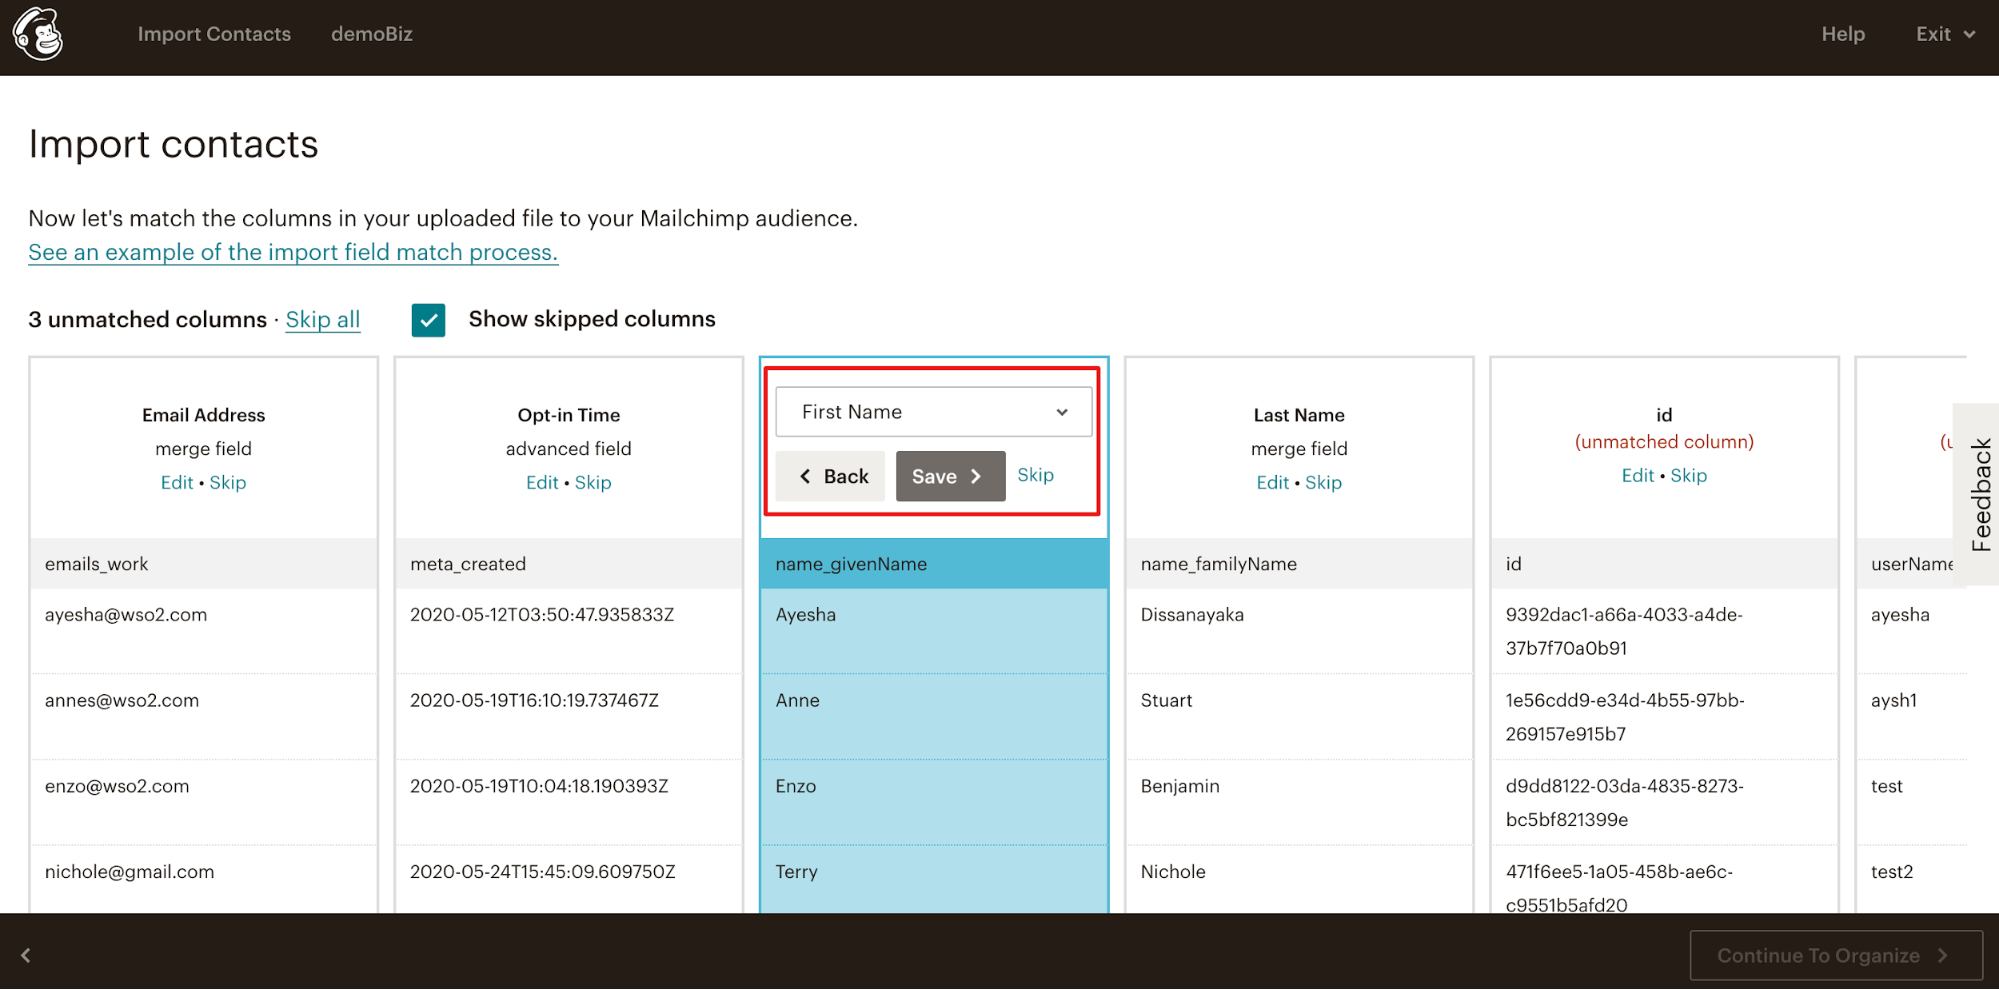 Import Contacts
demoBiz
Help
Exit
Import contacts
Now let's match the columns in your uploaded file to your Mailchimp audience.
See an example of the import field match process.
3 unmatched columns · Skip all
Show skipped columns
Email Address
merge field
Edit • Skip
emails_work
ayesha@wso2.com
annes@wso2.com
enzo@wso2.com
nichole@gmail.com
Opt-in Time
advanced field
Edit • Skip
meta_created
2020-05-12T03:50:47.935833Z
2020-05-19T16:10:19.737467Z
2020-05-19T10:04:18.190393Z
2020-05-24T15:45:09.609750Z
First Name
Back
Save
Skip
name_givenName
Ayesha
Anne
Enzo
Terry
Last Name
merge field
Edit • Skip
name_familyName
Dissanayaka
Stuart
Benjamin
Nichole
id
(unmatched column)
Edit • Skip
id
9392dac1-a66a-4033-a4de-
37b7f70a0b91
1e56cdd9-e34d-4b55-97bb-
269157e915b7
d9dd8122-03da-4835-8273-
bc5bf821399e
471f6ee5-1a05-458b-ae6c-
c9551b5afd20
userName
ayesha
aysh1
test
test2
Feedback
Continue To Organize